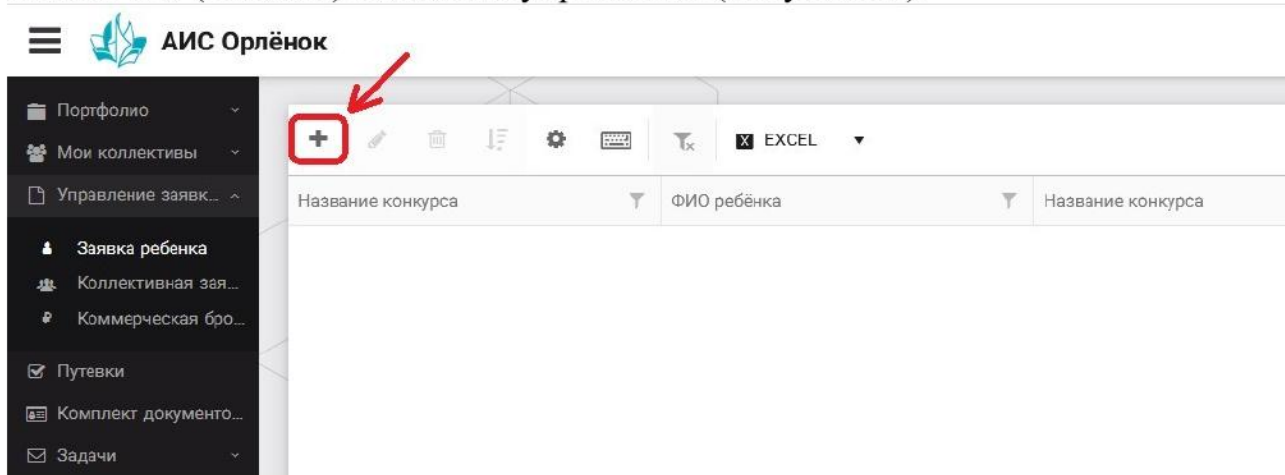 АИС Орлёнок
Портфолио
Мои коллективы
Управление заявк...
Заявка ребенка
Коллективная зая...
Коммерческая бро...
Путевки
Комплект документо...
Задачи
EXCEL
Название конкурса ФИО ребёнка Название конкурса